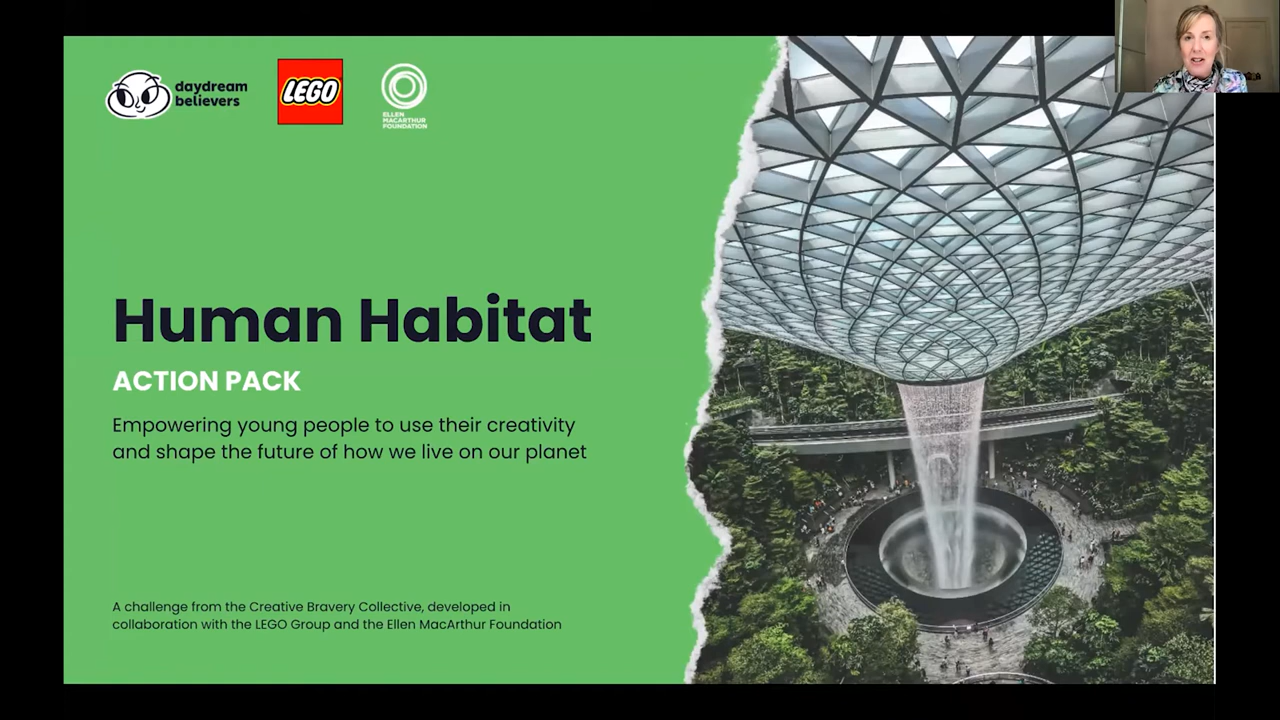 daydream
believers
LEGO
ELLEN
MACARTHUR
FOUNDATION
Human Habitat
ACTION PACK
Empowering young people to use their creativity
and shape the future of how we live on our planet
A challenge from the Creative Bravery Collective, developed in
collaboration with the LEGO Group and the Ellen MacArthur Foundation